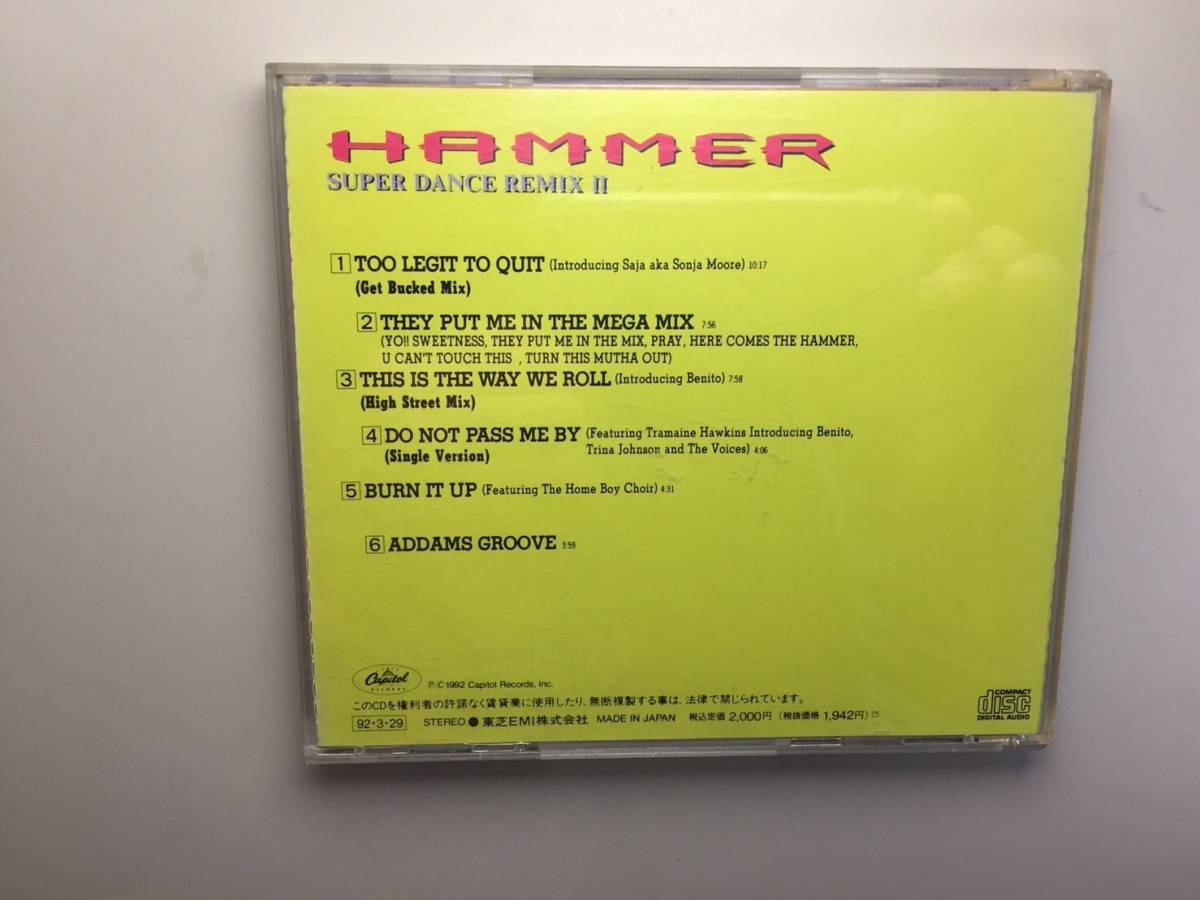 HAMMER
SUPER DANCE REMIX II
1 TOO LEGIT TO QUIT (Introducing Saja aka Sonja Moore) 10:17
(Get Bucked Mix)
2 THEY PUT ME IN THE MEGA MIX 7:56
(YO!! SWEETNESS, THEY PUT ME IN THE MIX, PRAY, HERE COMES THE HAMMER,
U CAN'T TOUCH THIS , TURN THIS MUTHA OUT)
3 THIS IS THE WAY WE ROLL (Introducing Benito) 7:58
(High Street Mix)
4 DO NOT PASS ME BY (Featuring Tramaine Hawkins Introducing Benito,
(Single Version) Trina Johnson and The Voices) 4:06
5 BURN IT UP (Featuring The Home Boy Choir) 4:31
6 ADDAMS GROOVE 3:59
Capitol
RECORDS
℗©1992 Capitol Records, Inc.
このCDを権利者の許諾なく賃貸業に使用したり、無断複製する事は、法律で禁じられています。
92・3・29 STEREO ● 東芝EMI株式会社 MADE IN JAPAN 税込定価 2,000円 (税抜価格 1,942円)
COMPACT
disc
DIGITAL AUDIO